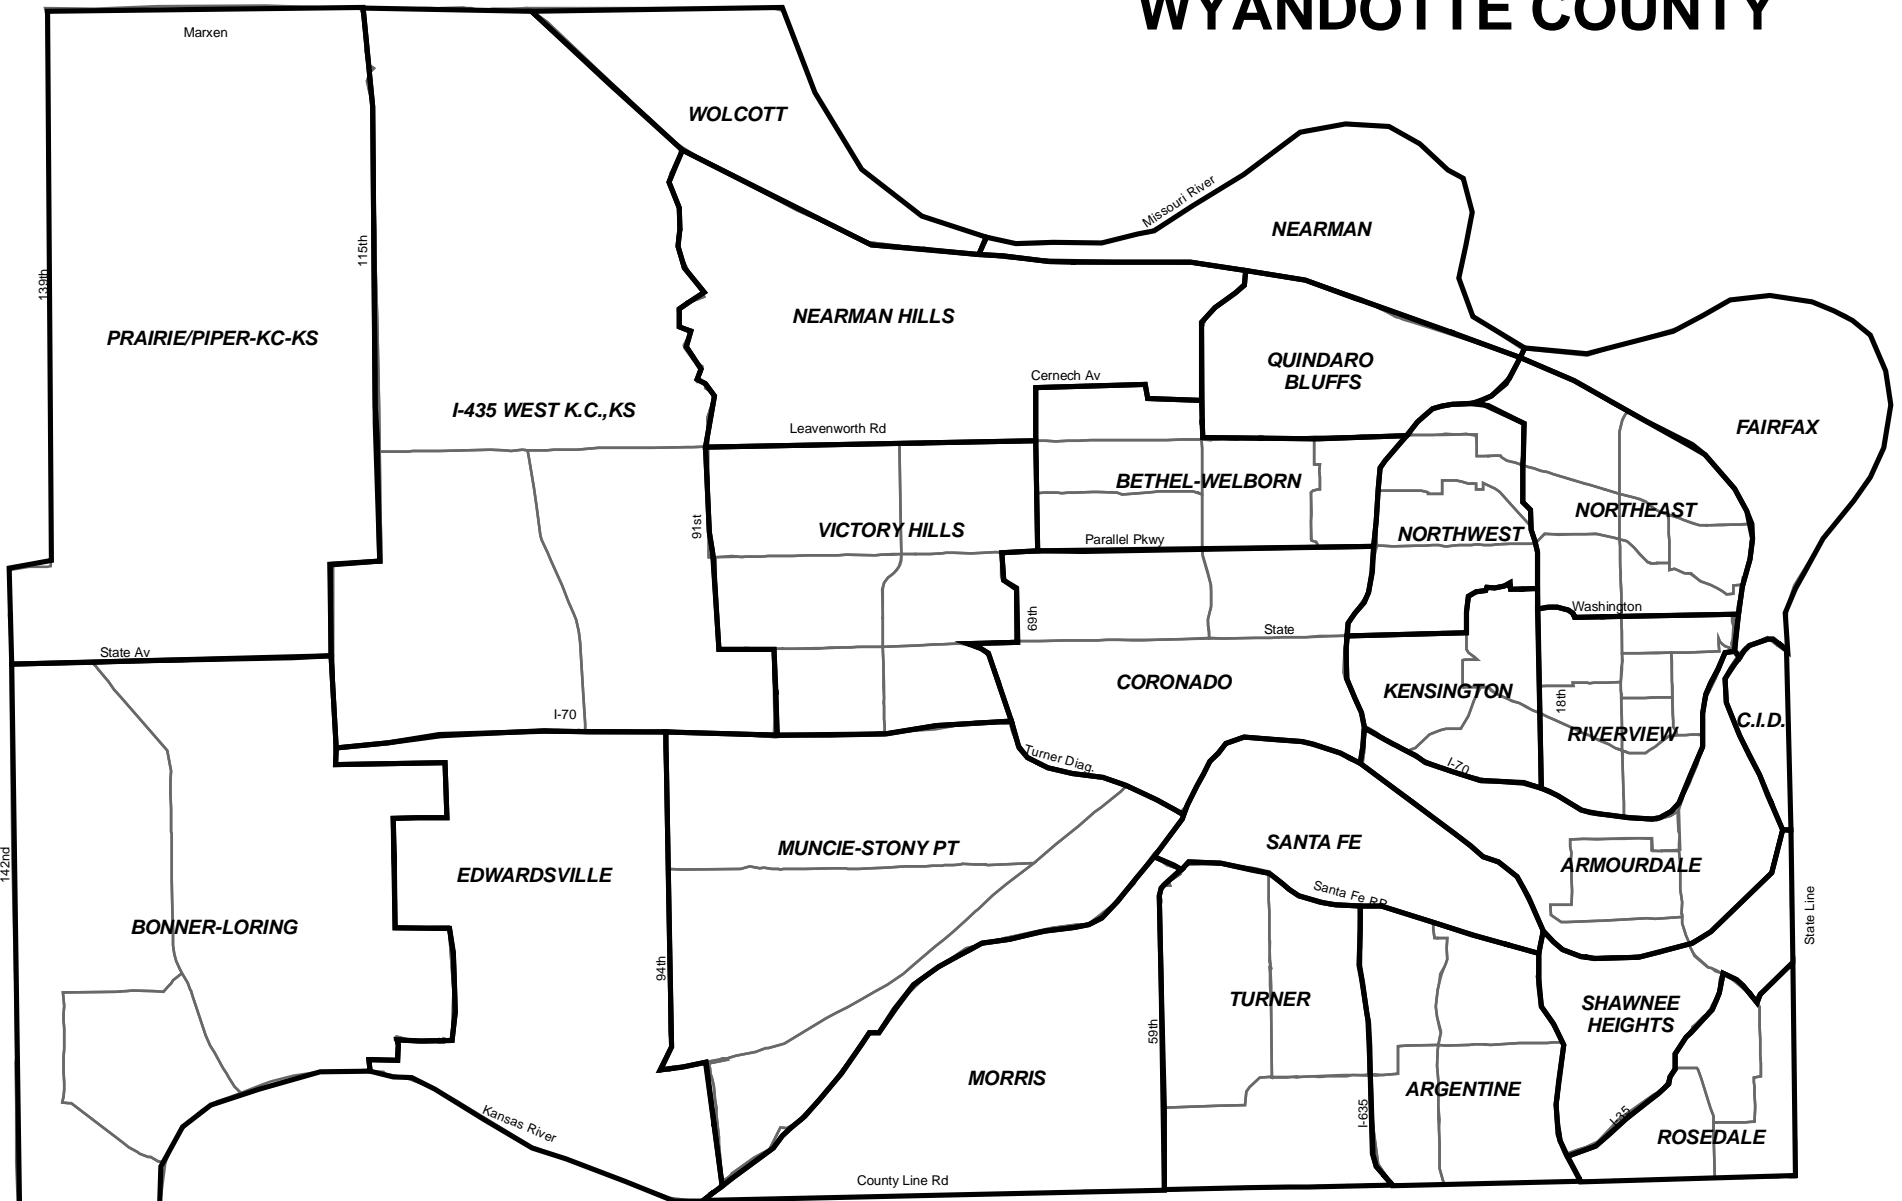 WYANDOTTE COUNTY
Marxen
WOLCOTT
Missouri River
NEARMAN
115th
139th
NEARMAN HILLS
PRAIRIE/PIPER-KC-KS
QUINDARO
BLUFFS
Cernech Av
I-435 WEST K.C.,KS
Leavenworth Rd
FAIRFAX
BETHEL-WELBORN
NORTHEAST
91st
VICTORY HILLS
Parallel Pkwy
NORTHWEST
69th
Washington
State
State Av
CORONADO
KENSINGTON
18th
I-70
C.I.D.
RIVERVIEW
Turner Diag.
I-70
MUNCIE-STONY PT
SANTA FE
142nd
EDWARDSVILLE
ARMOURDALE
Santa Fe RR
State Line
BONNER-LORING
94th
TURNER
SHAWNEE
HEIGHTS
59th
MORRIS
ARGENTINE
I-635
I-35
Kansas River
ROSEDALE
County Line Rd